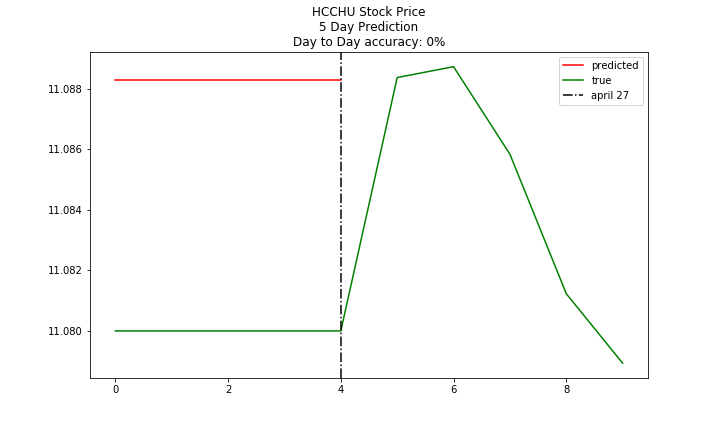 HCCHU Stock Price
5 Day Prediction
Day to Day accuracy: 0%
predicted
true
april 27
11.088
11.086
11.084
11.082
11.080
0 2 4 6 8